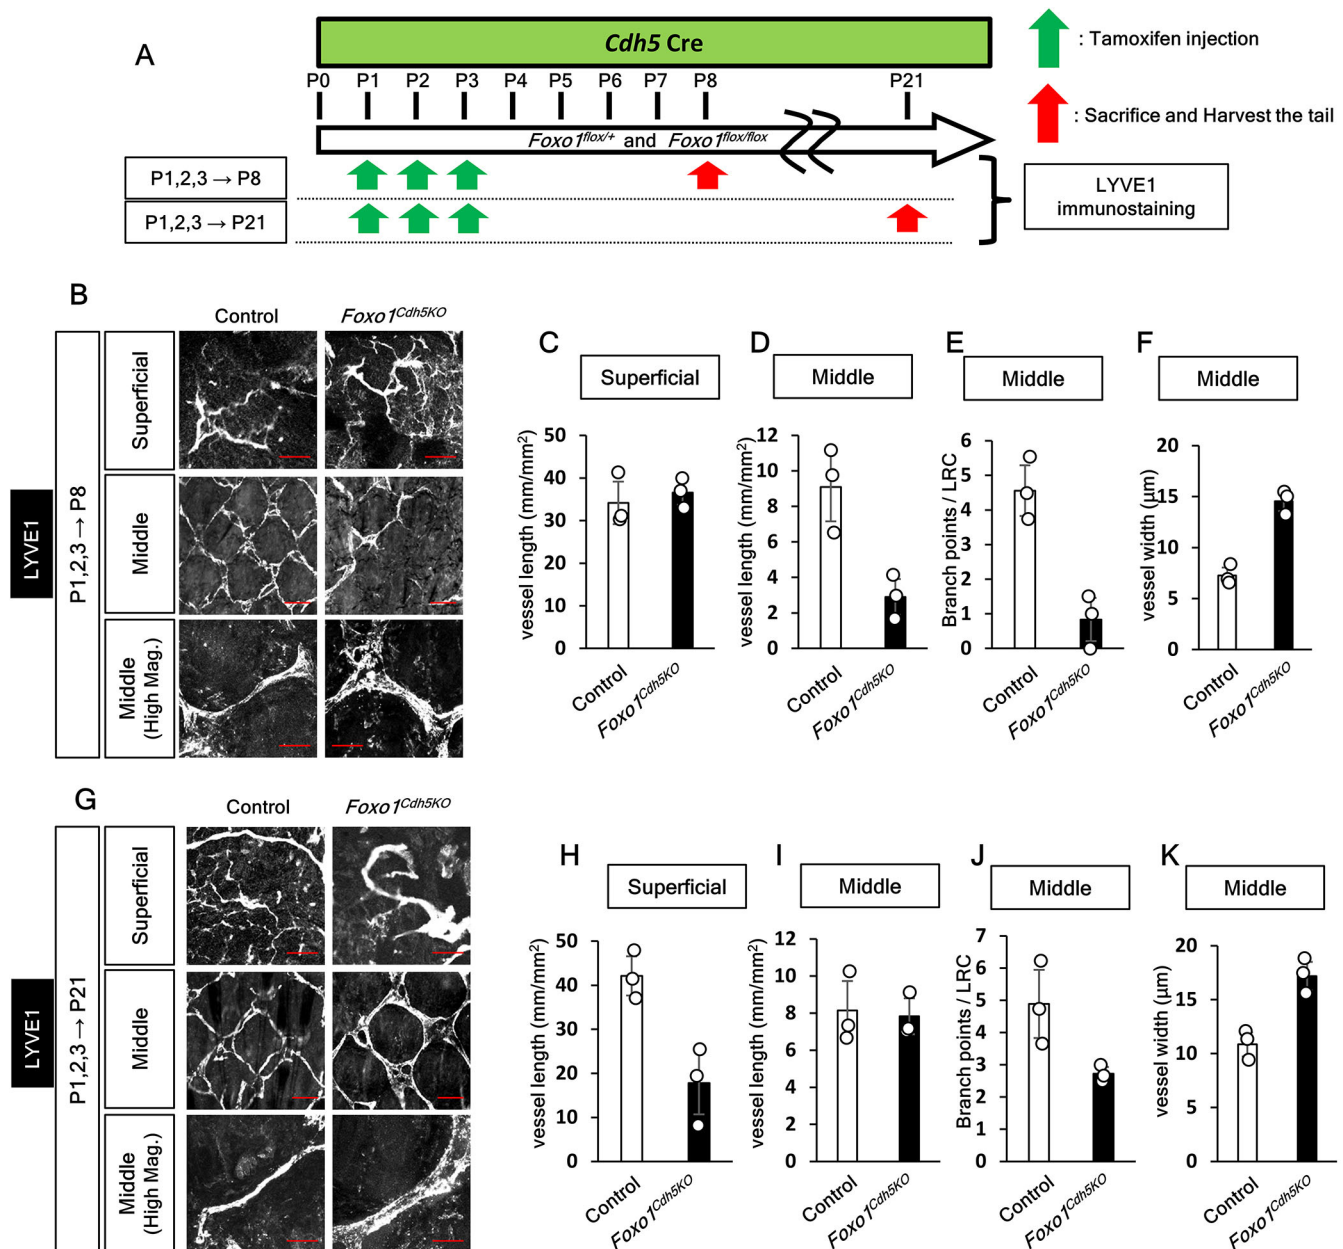 A
Cdh5 Cre
: Tamoxifen injection
P0 P1 P2 P3 P4 P5 P6 P7 P8 P21
: Sacrifice and Harvest the tail
Foxo1flox/+ and Foxo1flox/flox
P1,2,3 → P8
P1,2,3 → P21
LYVE1
immunostaining
B
Control Foxo1Cdh5KO
LYVE1
P1,2,3 → P8
Superficial
Middle
Middle
(High Mag.)
C
Superficial
vessel length (mm/mm2)
50
40
30
20
10
0
Control
Foxo1Cdh5KO
D
Middle
vessel length (mm/mm2)
12
10
8
6
4
2
0
Control
Foxo1Cdh5KO
E
Middle
Branch points / LRC
6
5
4
3
2
1
0
Control
Foxo1Cdh5KO
F
Middle
vessel width (µm)
20
15
10
5
0
Control
Foxo1Cdh5KO
G
Control Foxo1Cdh5KO
LYVE1
P1,2,3 → P21
Superficial
Middle
Middle
(High Mag.)
H
Superficial
vessel length (mm/mm2)
50
40
30
20
10
0
Control
Foxo1Cdh5KO
I
Middle
vessel length (mm/mm2)
12
10
8
6
4
2
0
Control
Foxo1Cdh5KO
J
Middle
Branch points / LRC
7
6
5
4
3
2
1
0
Control
Foxo1Cdh5KO
K
Middle
vessel width (µm)
20
15
10
5
0
Control
Foxo1Cdh5KO